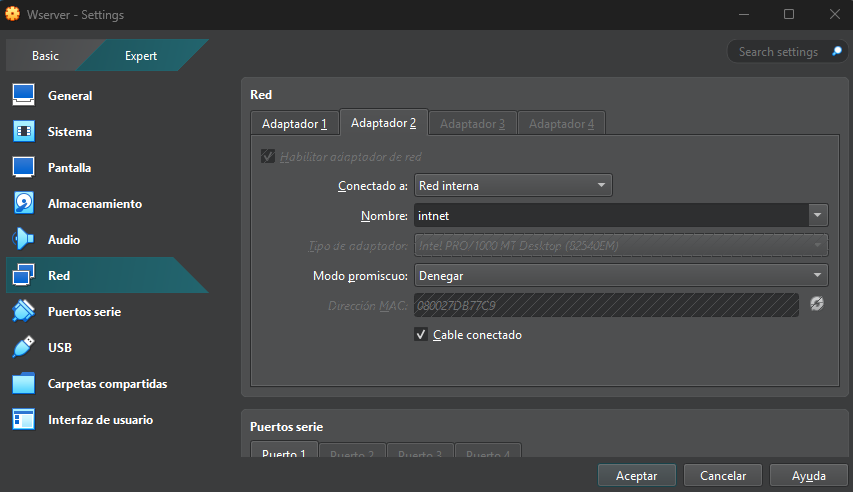 Wserver - Settings
Basic
Expert
Search settings
General
Sistema
Pantalla
Almacenamiento
Audio
Red
Puertos serie
USB
Carpetas compartidas
Interfaz de usuario
Red
Adaptador 1
Adaptador 2
Adaptador 3
Adaptador 4
Habilitar adaptador de red
Conectado a: Red interna
Nombre: intnet
Tipo de adaptador: Intel PRO/1000 MT Desktop (82540EM)
Modo promiscuo: Denegar
Dirección MAC: 080027DB77C9
Cable conectado
Puertos serie
Puerto 1
Puerto 2
Puerto 3
Puerto 4
Aceptar
Cancelar
Ayuda